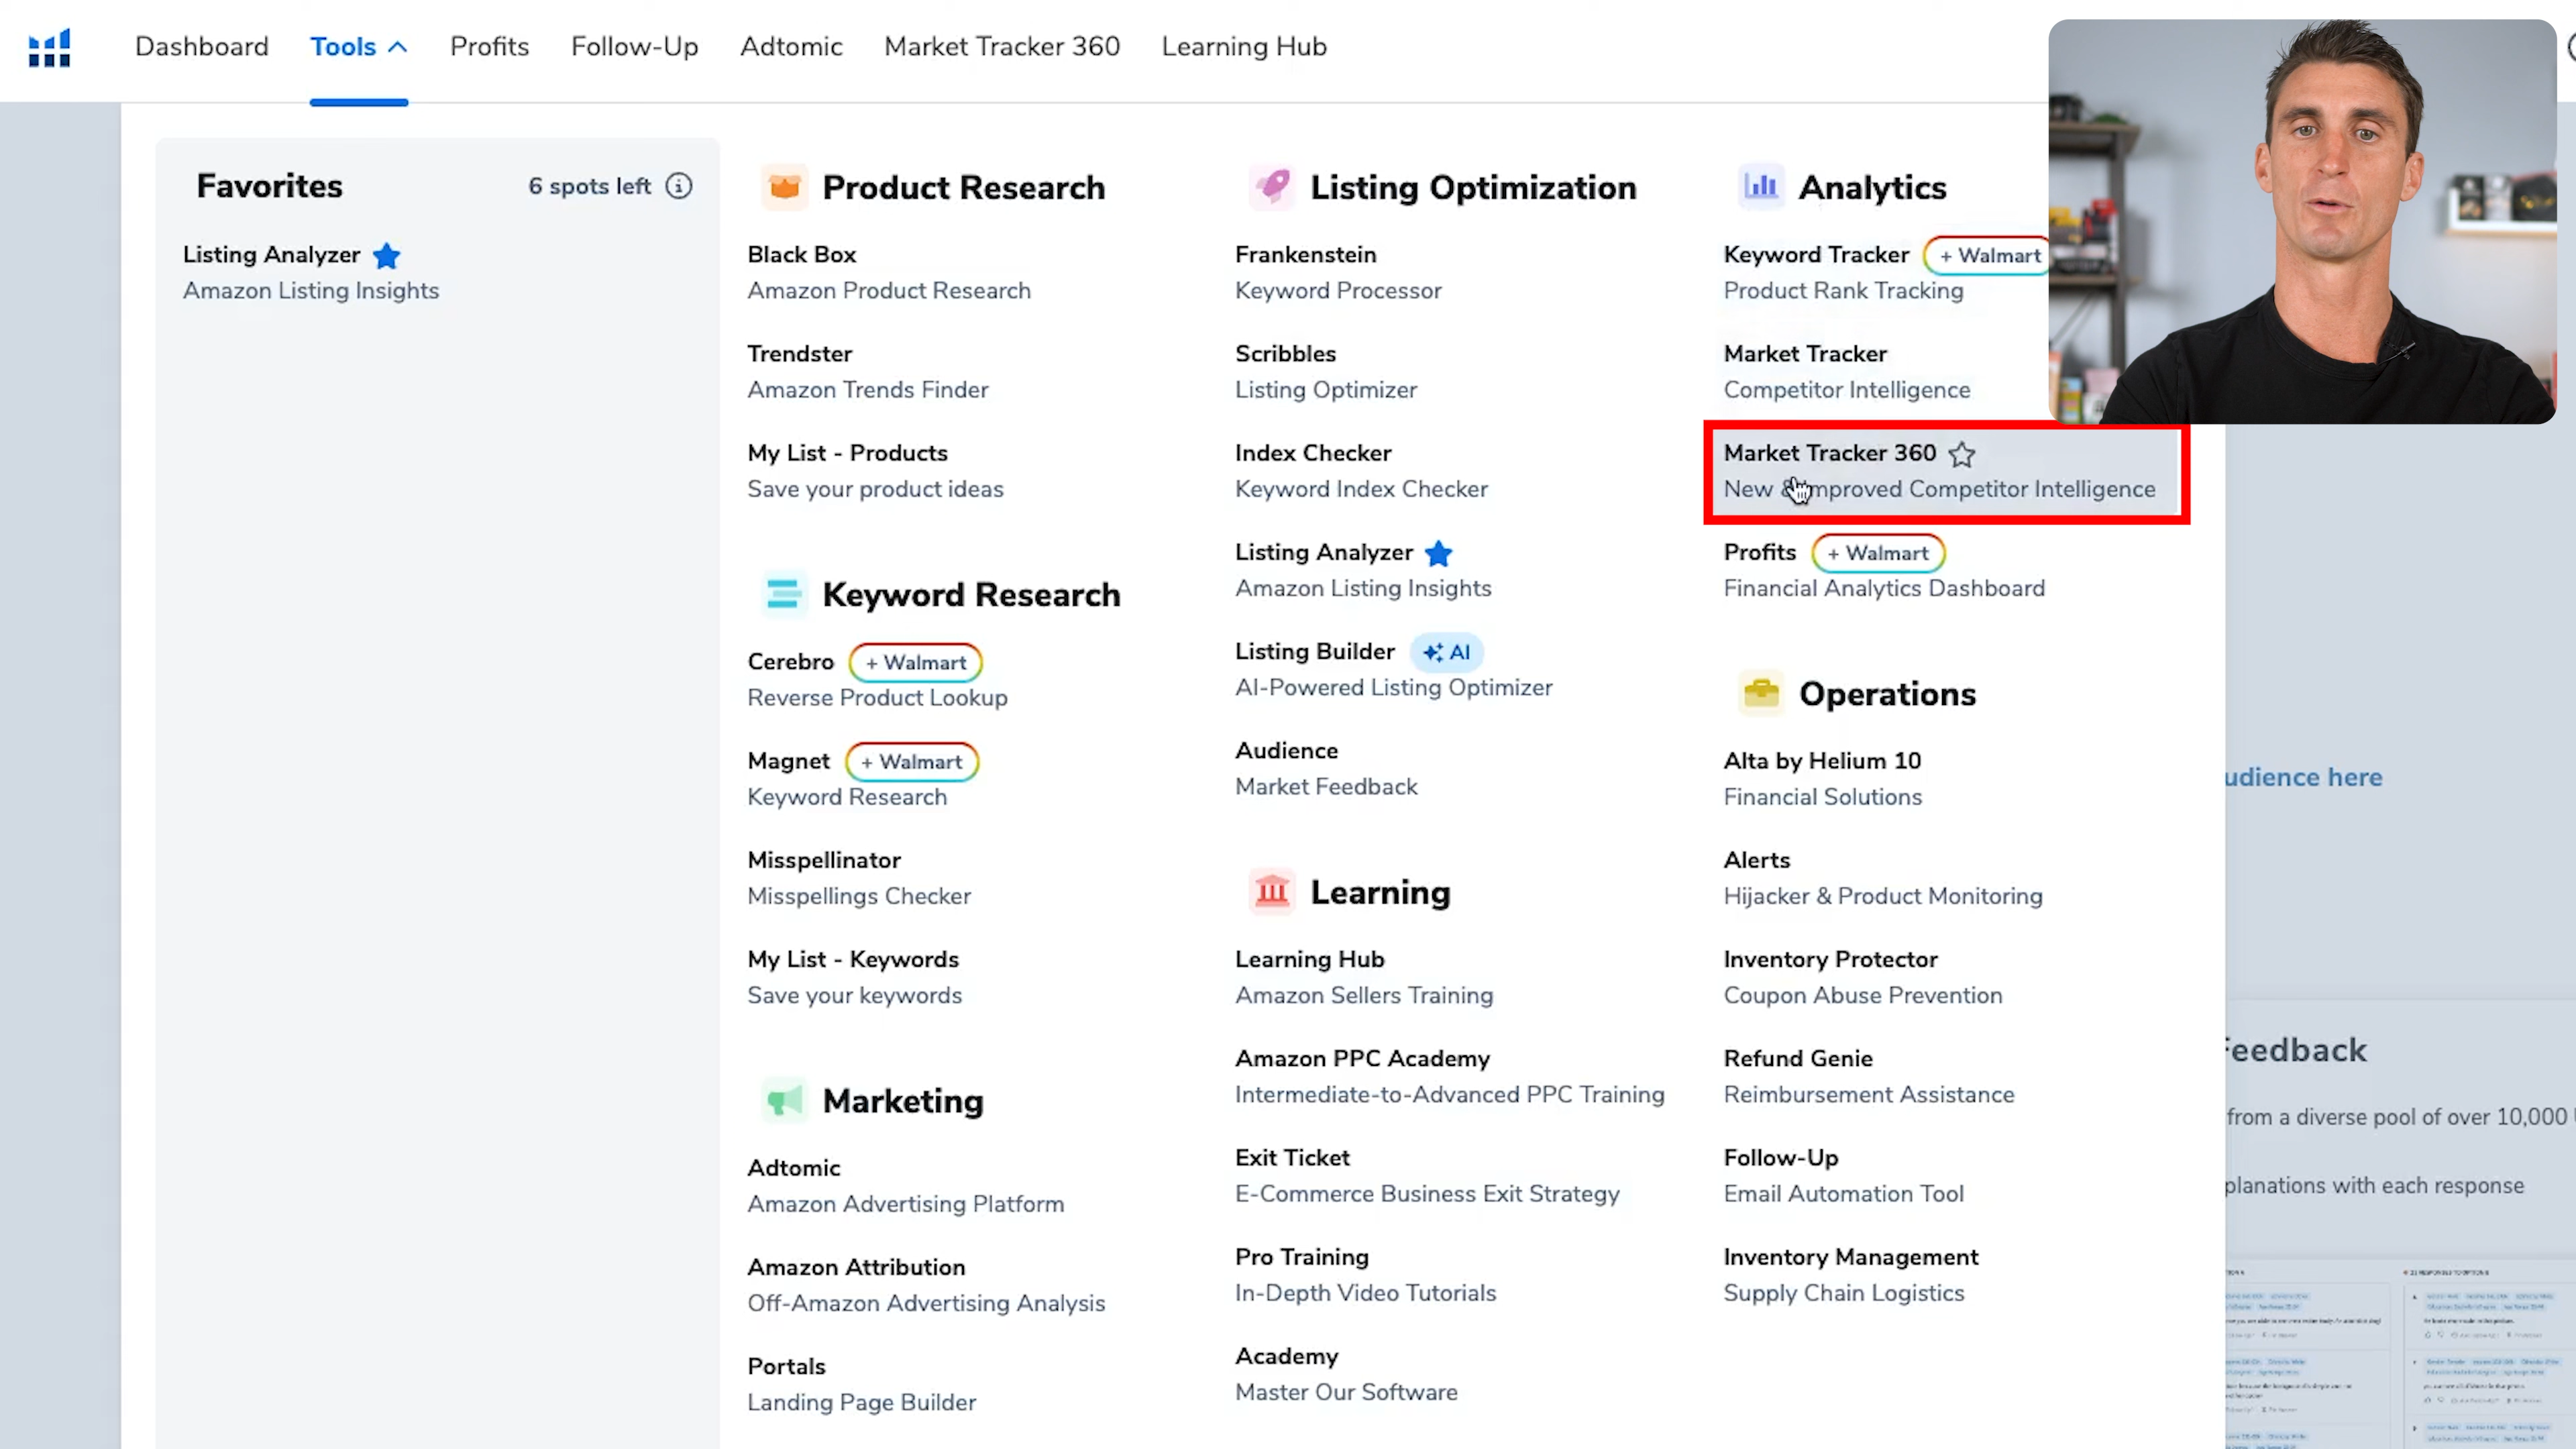 Dashboard
Tools
Profits
Follow-Up
Adtomic
Market Tracker 360
Learning Hub
Favorites
6 spots left
Listing Analyzer
Amazon Listing Insights
Product Research
Black Box
Amazon Product Research
Trendster
Amazon Trends Finder
My List - Products
Save your product ideas
Keyword Research
Cerebro + Walmart
Reverse Product Lookup
Magnet + Walmart
Keyword Research
Misspellinator
Misspellings Checker
My List - Keywords
Save your keywords
Marketing
Adtomic
Amazon Advertising Platform
Amazon Attribution
Off-Amazon Advertising Analysis
Portals
Landing Page Builder
Listing Optimization
Frankenstein
Keyword Processor
Scribbles
Listing Optimizer
Index Checker
Keyword Index Checker
Listing Analyzer
Amazon Listing Insights
Listing Builder AI
AI-Powered Listing Optimizer
Audience
Market Feedback
Learning
Learning Hub
Amazon Sellers Training
Amazon PPC Academy
Intermediate-to-Advanced PPC Training
Exit Ticket
E-Commerce Business Exit Strategy
Pro Training
In-Depth Video Tutorials
Academy
Master Our Software
Analytics
Keyword Tracker + Walmart
Product Rank Tracking
Market Tracker
Competitor Intelligence
Market Tracker 360
New & Improved Competitor Intelligence
Profits + Walmart
Financial Analytics Dashboard
Operations
Alta by Helium 10
Financial Solutions
Alerts
Hijacker & Product Monitoring
Inventory Protector
Coupon Abuse Prevention
Refund Genie
Reimbursement Assistance
Follow-Up
Email Automation Tool
Inventory Management
Supply Chain Logistics
udience here
eedback
from a diverse pool of over 10,000
planations with each response